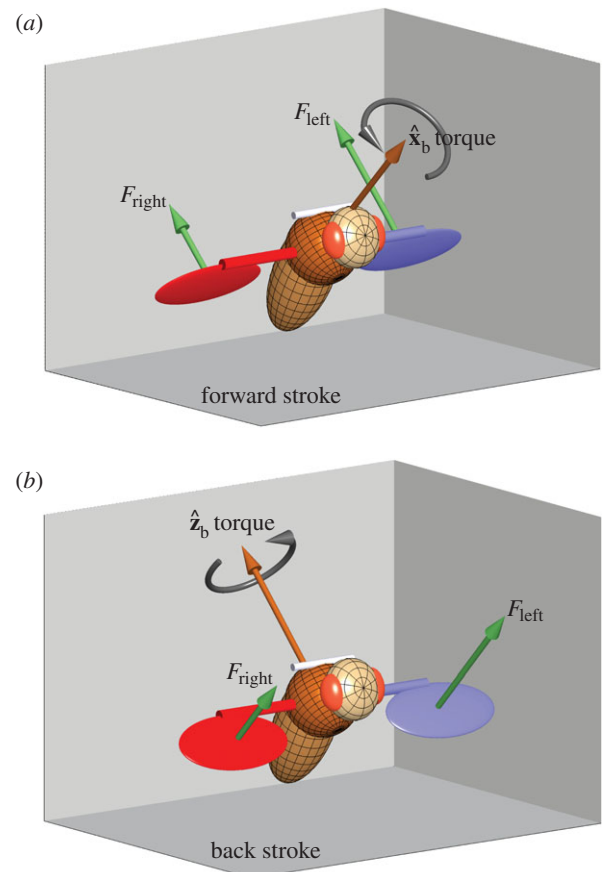 (a)
F_left
x̂_b torque
F_right
forward stroke
(b)
ẑ_b torque
F_left
F_right
back stroke